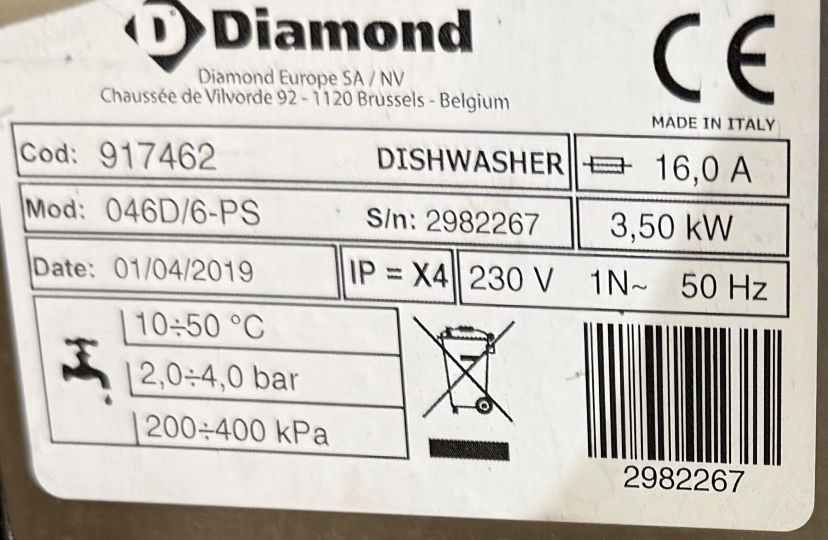 D Diamond
Diamond Europe SA / NV
Chaussée de Vilvorde 92 - 1120 Brussels - Belgium
CE
MADE IN ITALY
Cod: 917462 DISHWASHER 16,0 A
Mod: 046D/6-PS S/n: 2982267 3,50 kW
Date: 01/04/2019 IP = X4 230 V 1N~ 50 Hz
10÷50 °C
2,0÷4,0 bar
200÷400 kPa
2982267